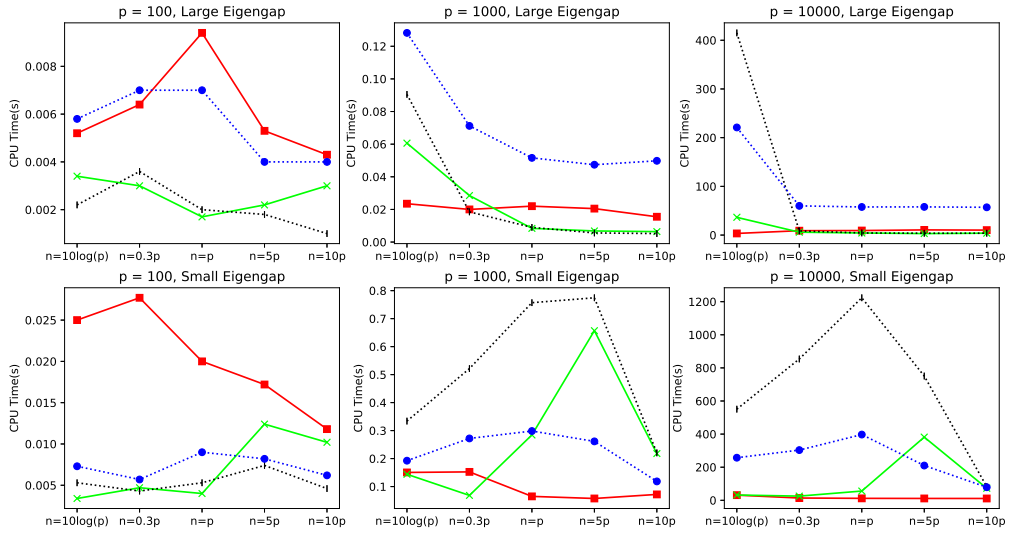 p = 100, Large Eigengap
p = 1000, Large Eigengap
p = 10000, Large Eigengap
CPU Time(s)
0.008
0.006
0.004
0.002
n=10log(p) n=0.3p n=p n=5p n=10p
CPU Time(s)
0.12
0.10
0.08
0.06
0.04
0.02
0.00
n=10log(p) n=0.3p n=p n=5p n=10p
CPU Time(s)
400
300
200
100
0
n=10log(p) n=0.3p n=p n=5p n=10p
p = 100, Small Eigengap
p = 1000, Small Eigengap
p = 10000, Small Eigengap
CPU Time(s)
0.025
0.020
0.015
0.010
0.005
n=10log(p) n=0.3p n=p n=5p n=10p
CPU Time(s)
0.8
0.7
0.6
0.5
0.4
0.3
0.2
0.1
n=10log(p) n=0.3p n=p n=5p n=10p
CPU Time(s)
1200
1000
800
600
400
200
0
n=10log(p) n=0.3p n=p n=5p n=10p